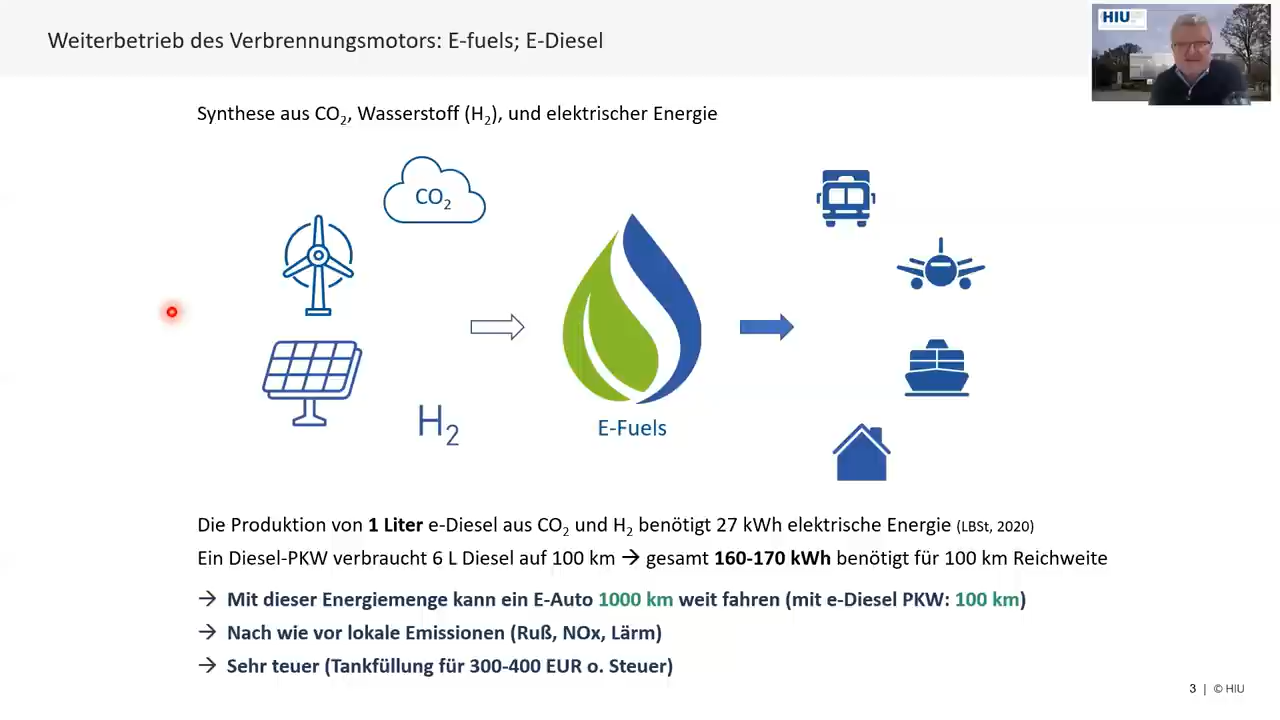 Weiterbetrieb des Verbrennungsmotors: E-fuels; E-Diesel
HIU
Synthese aus CO₂, Wasserstoff (H₂), und elektrischer Energie
CO₂
H₂
E-Fuels
Die Produktion von 1 Liter e-Diesel aus CO₂ und H₂ benötigt 27 kWh elektrische Energie (LBSt, 2020)
Ein Diesel-PKW verbraucht 6 L Diesel auf 100 km → gesamt 160-170 kWh benötigt für 100 km Reichweite
→ Mit dieser Energiemenge kann ein E-Auto 1000 km weit fahren (mit e-Diesel PKW: 100 km)
→ Nach wie vor lokale Emissionen (Ruß, NOx, Lärm)
→ Sehr teuer (Tankfüllung für 300-400 EUR o. Steuer)
3 | © HIU